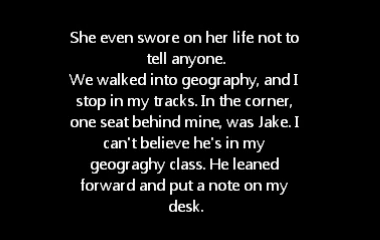 She even swore on her life not to
tell anyone.
We walked into geography, and I
stop in my tracks. In the corner,
one seat behind mine, was Jake. I
can't believe he's in my
geograghy class. He leaned
forward and put a note on my
desk.